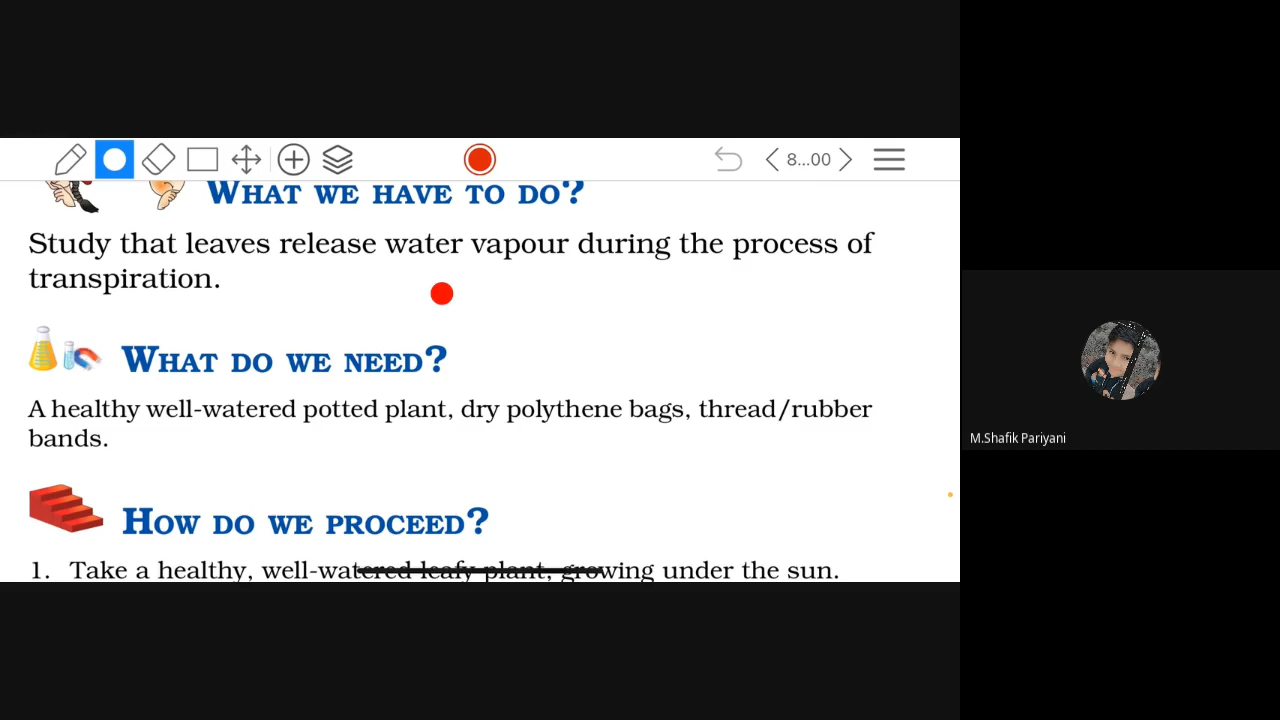 8...00
WHAT WE HAVE TO DO?
Study that leaves release water vapour during the process of
transpiration.
WHAT DO WE NEED?
A healthy well-watered potted plant, dry polythene bags, thread/rubber
bands.
HOW DO WE PROCEED?
1. Take a healthy, well-watered leafy plant, growing under the sun.
M.Shafik Pariyani